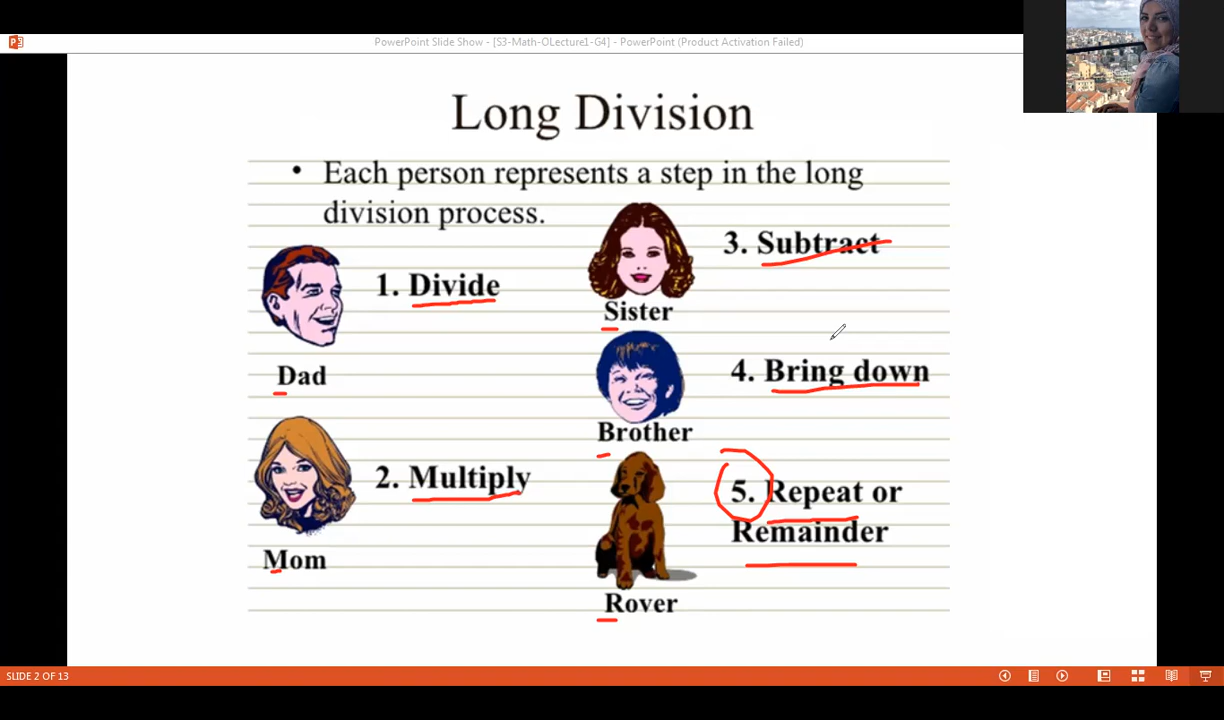 PowerPoint Slide Show - [S3-Math-OLecture1-G4] - PowerPoint (Product Activation Failed)
Long Division
• Each person represents a step in the long
division process.
1. Divide
Dad
2. Multiply
Mom
3. Subtract
Sister
4. Bring down
Brother
5. Repeat or
Remainder
Rover
SLIDE 2 OF 13